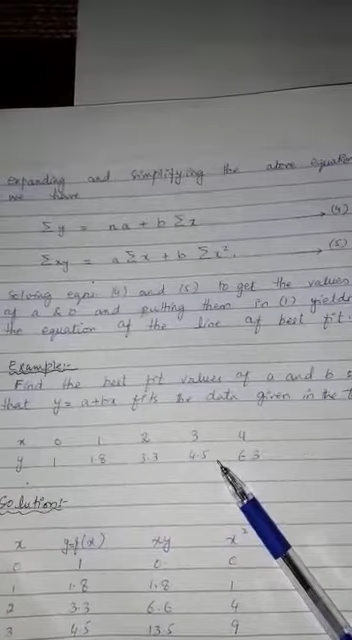 expanding and simplifying the above equation
we have
Σy = na + b Σx → (4)
Σxy = a Σx + b Σx². → (5)
Solving eqns (4) and (5) to get the values
of a & b and putting them in (1) yields
the equation of the line of best fit.
Example:-
Find the best fit values of a and b s
that y = a+bx fits the data given in the t
x 0 1 2 3 4
y 1 1.8 3.3 4.5 6.3
Solution:-
x y=f(x) xy x²
0 1 0 0
1 1.8 1.8 1
2 3.3 6.6 4
3 4.5 13.5 9